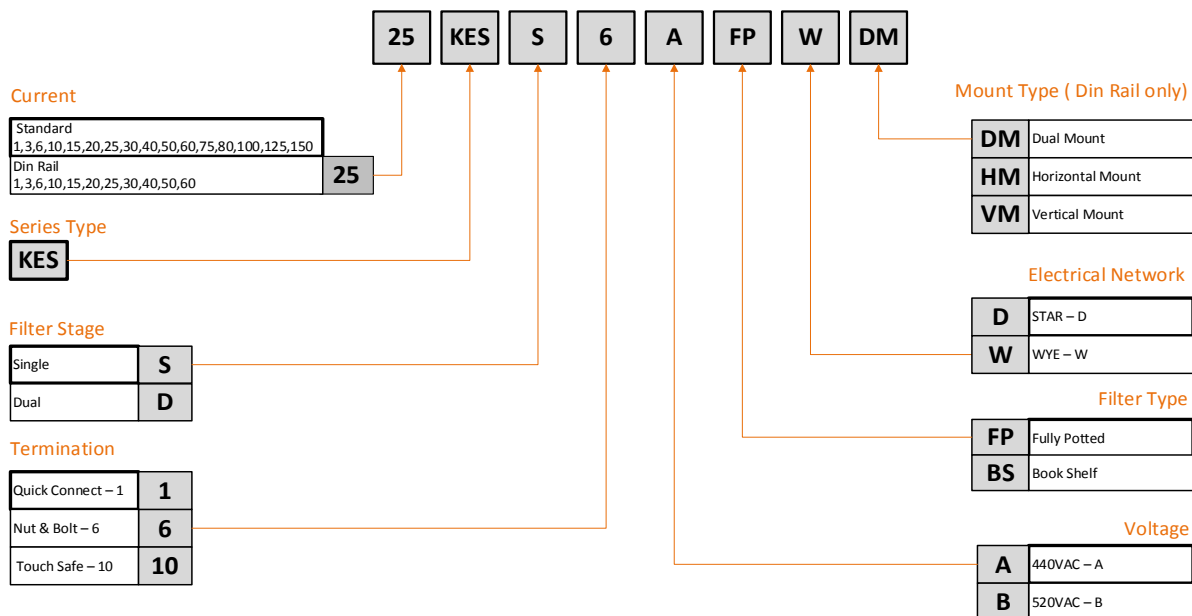 25 KES S 6 A FP W DM
Current
Standard
1,3,6,10,15,20,25,30,40,50,60,75,80,100,125,150
Din Rail
1,3,6,10,15,20,25,30,40,50,60
25
Series Type
KES
Filter Stage
Single S
Dual D
Termination
Quick Connect – 1 1
Nut & Bolt – 6 6
Touch Safe – 10 10
Mount Type ( Din Rail only)
DM Dual Mount
HM Horizontal Mount
VM Vertical Mount
Electrical Network
D STAR – D
W WYE – W
Filter Type
FP Fully Potted
BS Book Shelf
Voltage
A 440VAC – A
B 520VAC – B